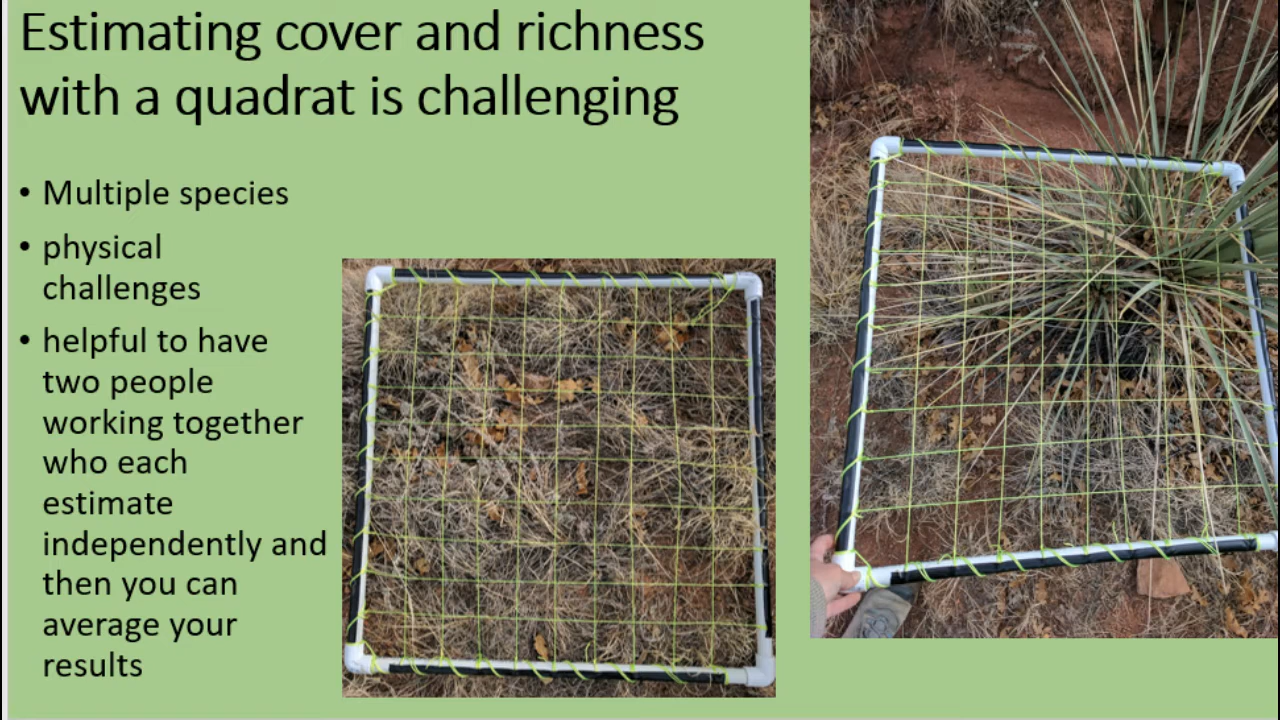 Estimating cover and richness
with a quadrat is challenging
• Multiple species
• physical
challenges
• helpful to have
two people
working together
who each
estimate
independently and
then you can
average your
results